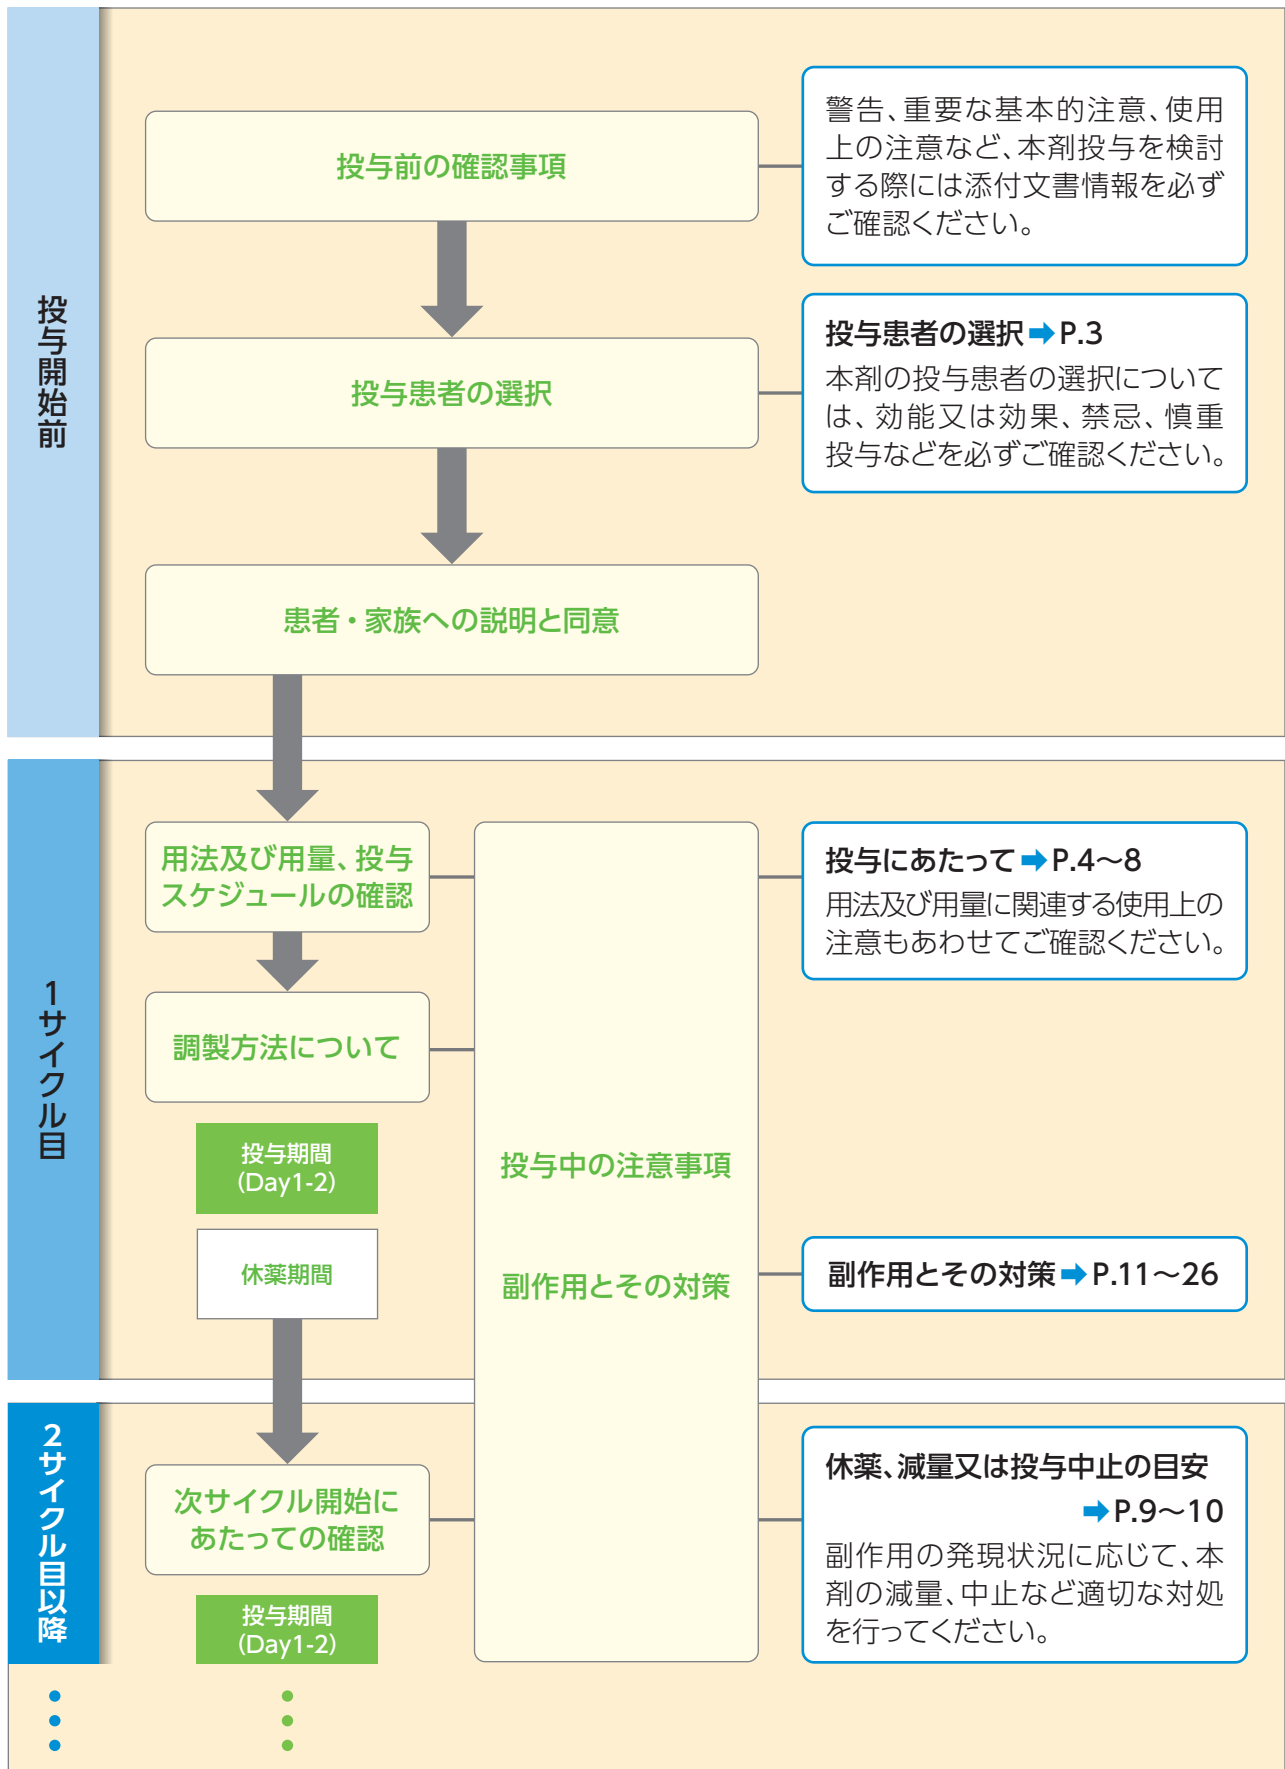 投与開始前
投与前の確認事項
警告、重要な基本的注意、使用
上の注意など、本剤投与を検討
する際には添付文書情報を必ず
ご確認ください。
投与患者の選択
投与患者の選択➡P.3
本剤の投与患者の選択について
は、効能又は効果、禁忌、慎重
投与などを必ずご確認ください。
患者・家族への説明と同意
1サイクル目
用法及び用量、投与
スケジュールの確認
調製方法について
投与期間
(Day1-2)
休薬期間
投与中の注意事項
副作用とその対策
投与にあたって➡P.4～8
用法及び用量に関連する使用上の
注意もあわせてご確認ください。
副作用とその対策➡P.11～26
2サイクル目以降
次サイクル開始に
あたっての確認
投与期間
(Day1-2)
休薬、減量又は投与中止の目安
➡P.9～10
副作用の発現状況に応じて、本
剤の減量、中止など適切な対処
を行ってください。